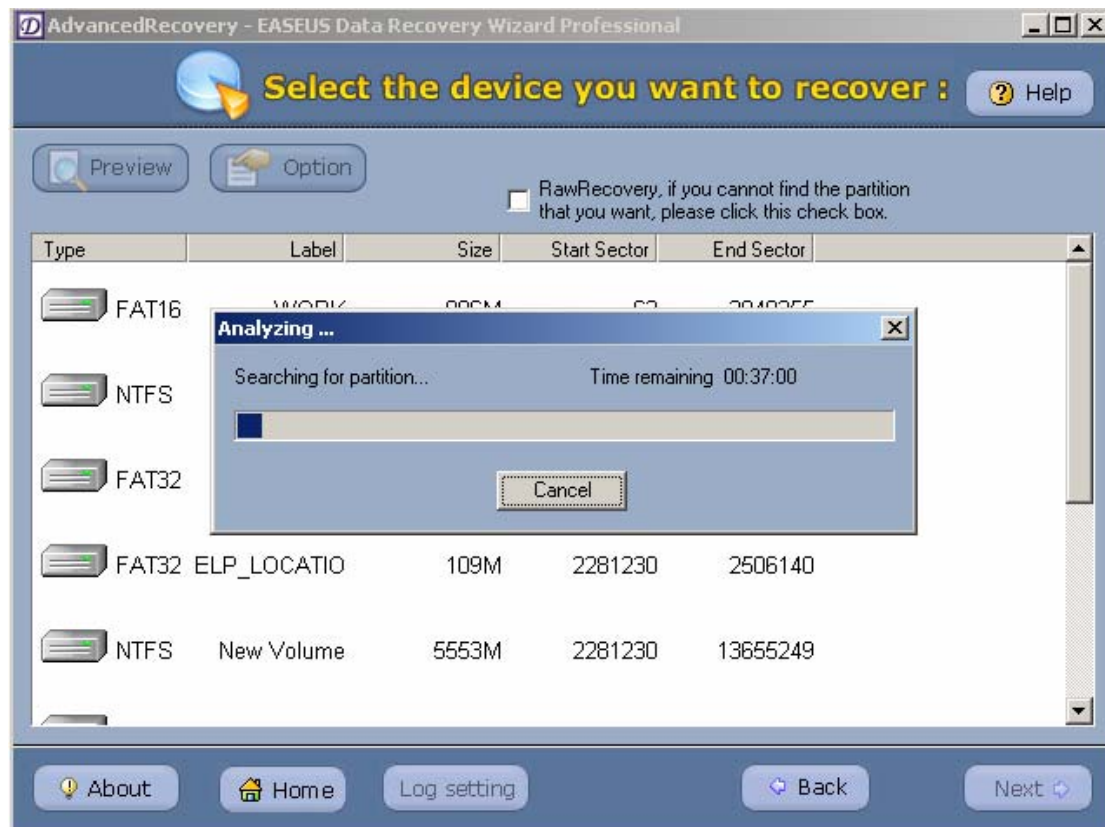 AdvancedRecovery - EASEUS Data Recovery Wizard Professional
Select the device you want to recover :
Help
Preview
Option
RawRecovery, if you cannot find the partition
that you want, please click this check box.
Type Label Size Start Sector End Sector
FAT16
Analyzing ...
Searching for partition... Time remaining 00:37:00
NTFS
Cancel
FAT32
FAT32 ELP_LOCATIO 109M 2281230 2506140
NTFS New Volume 5553M 2281230 13655249
About
Home
Log setting
Back
Next